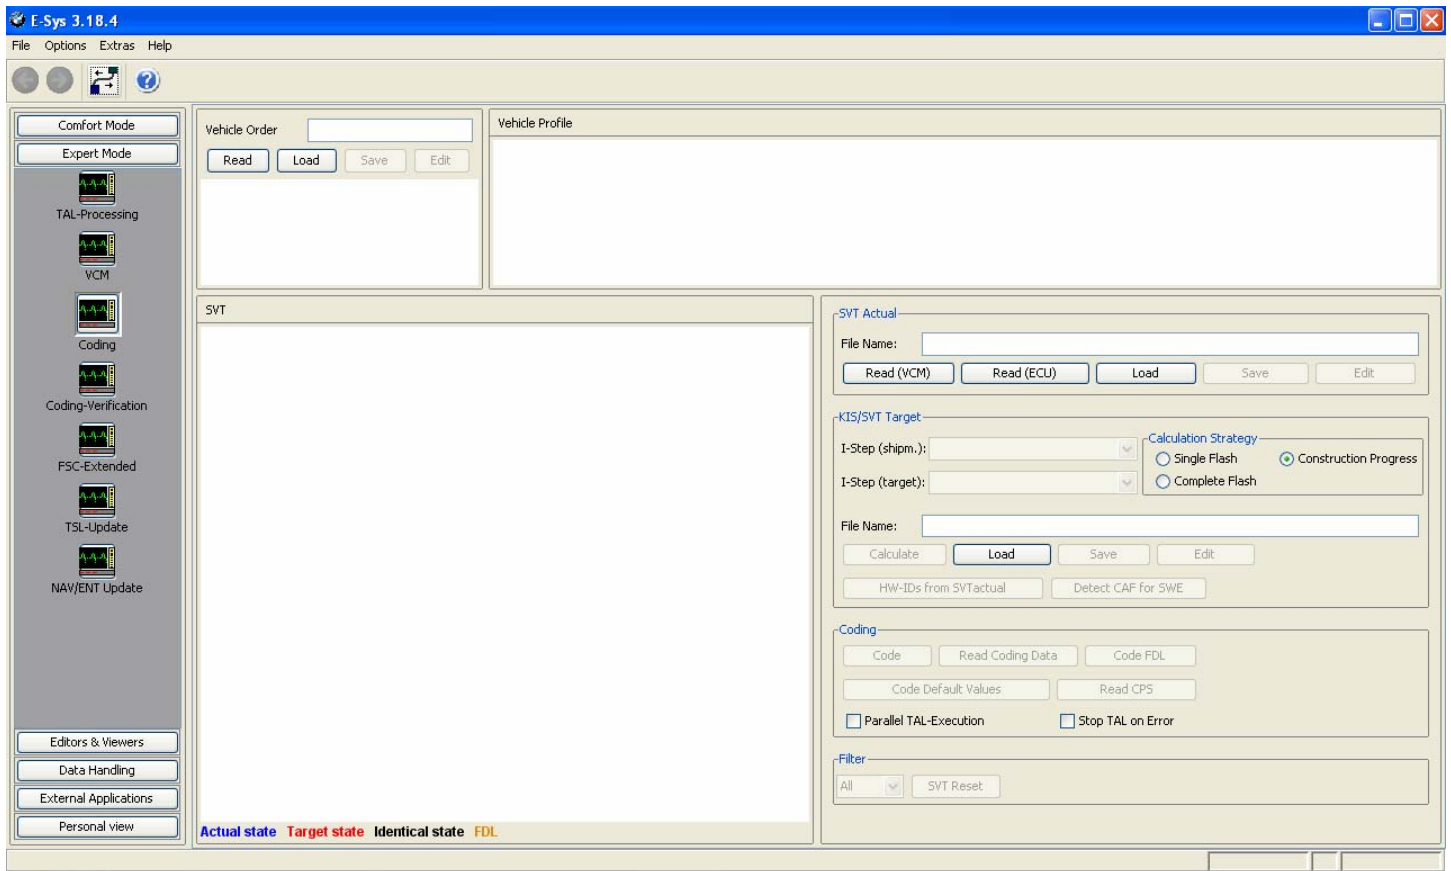 E-Sys 3.18.4
File Options Extras Help
Comfort Mode
Expert Mode
TAL-Processing
VCM
Coding
Coding-Verification
FSC-Extended
TSL-Update
NAV/ENT Update
Editors & Viewers
Data Handling
External Applications
Personal view
Vehicle Order
Read Load Save Edit
Vehicle Profile
SVT
Actual state Target state Identical state FDL
SVT Actual
File Name:
Read (VCM) Read (ECU) Load Save Edit
KIS/SVT Target
I-Step (shipm.):
I-Step (target):
Calculation Strategy
Single Flash Construction Progress
Complete Flash
File Name:
Calculate Load Save Edit
HW-IDs from SVTactual Detect CAF for SWE
Coding
Code Read Coding Data Code FDL
Code Default Values Read CPS
Parallel TAL-Execution Stop TAL on Error
Filter
All SVT Reset